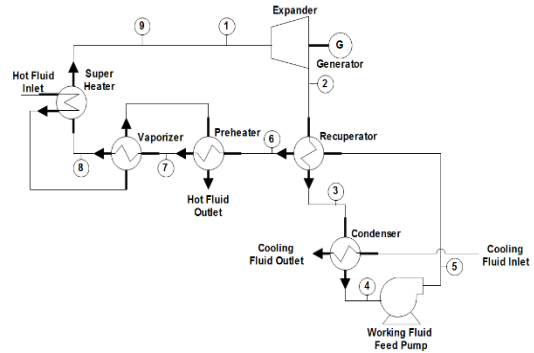 Expander
9
1
G
Generator
Hot Fluid
Inlet
Super
Heater
2
Vaporizer
Preheater
6
Recuperator
8
7
3
Hot Fluid
Outlet
Condenser
Cooling
Fluid Outlet
Cooling
Fluid Inlet
5
4
Working Fluid
Feed Pump